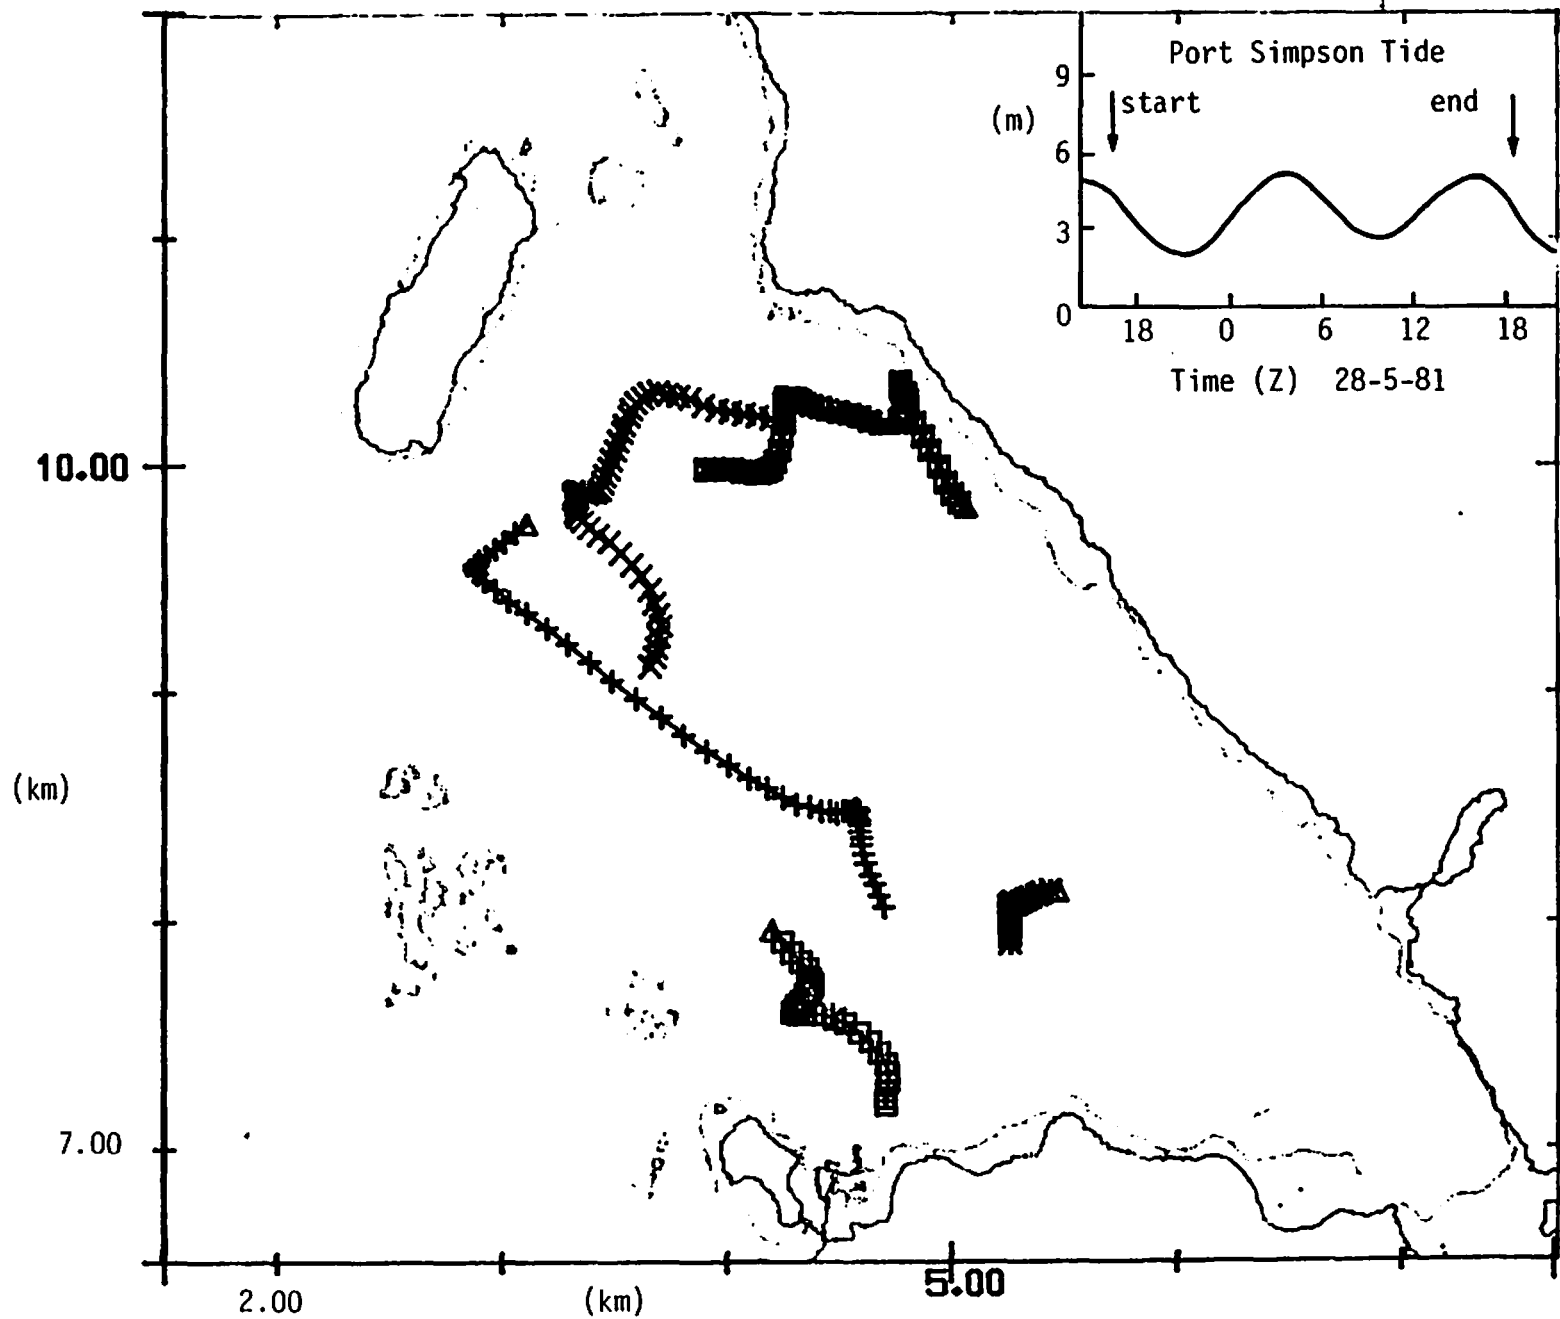 Port Simpson Tide
9
start
end
(m)
6
3
0
18 0 6 12 18
Time (Z) 28-5-81
10.00
(km)
7.00
5.00
2.00 (km)